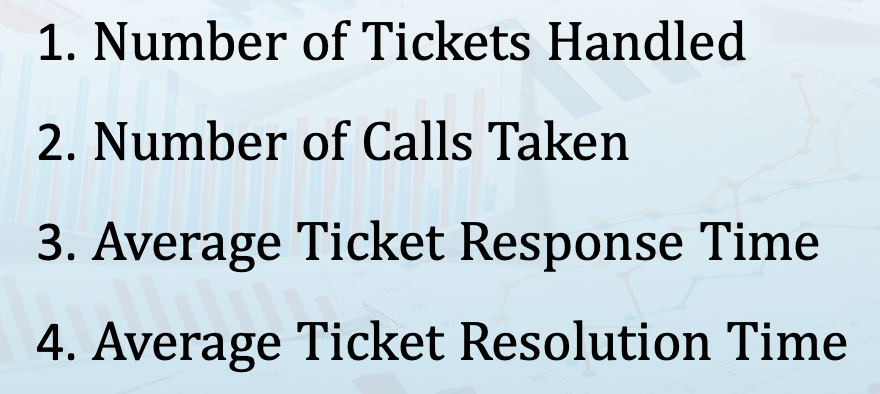 1. Number of Tickets Handled
2. Number of Calls Taken
3. Average Ticket Response Time
4. Average Ticket Resolution Time